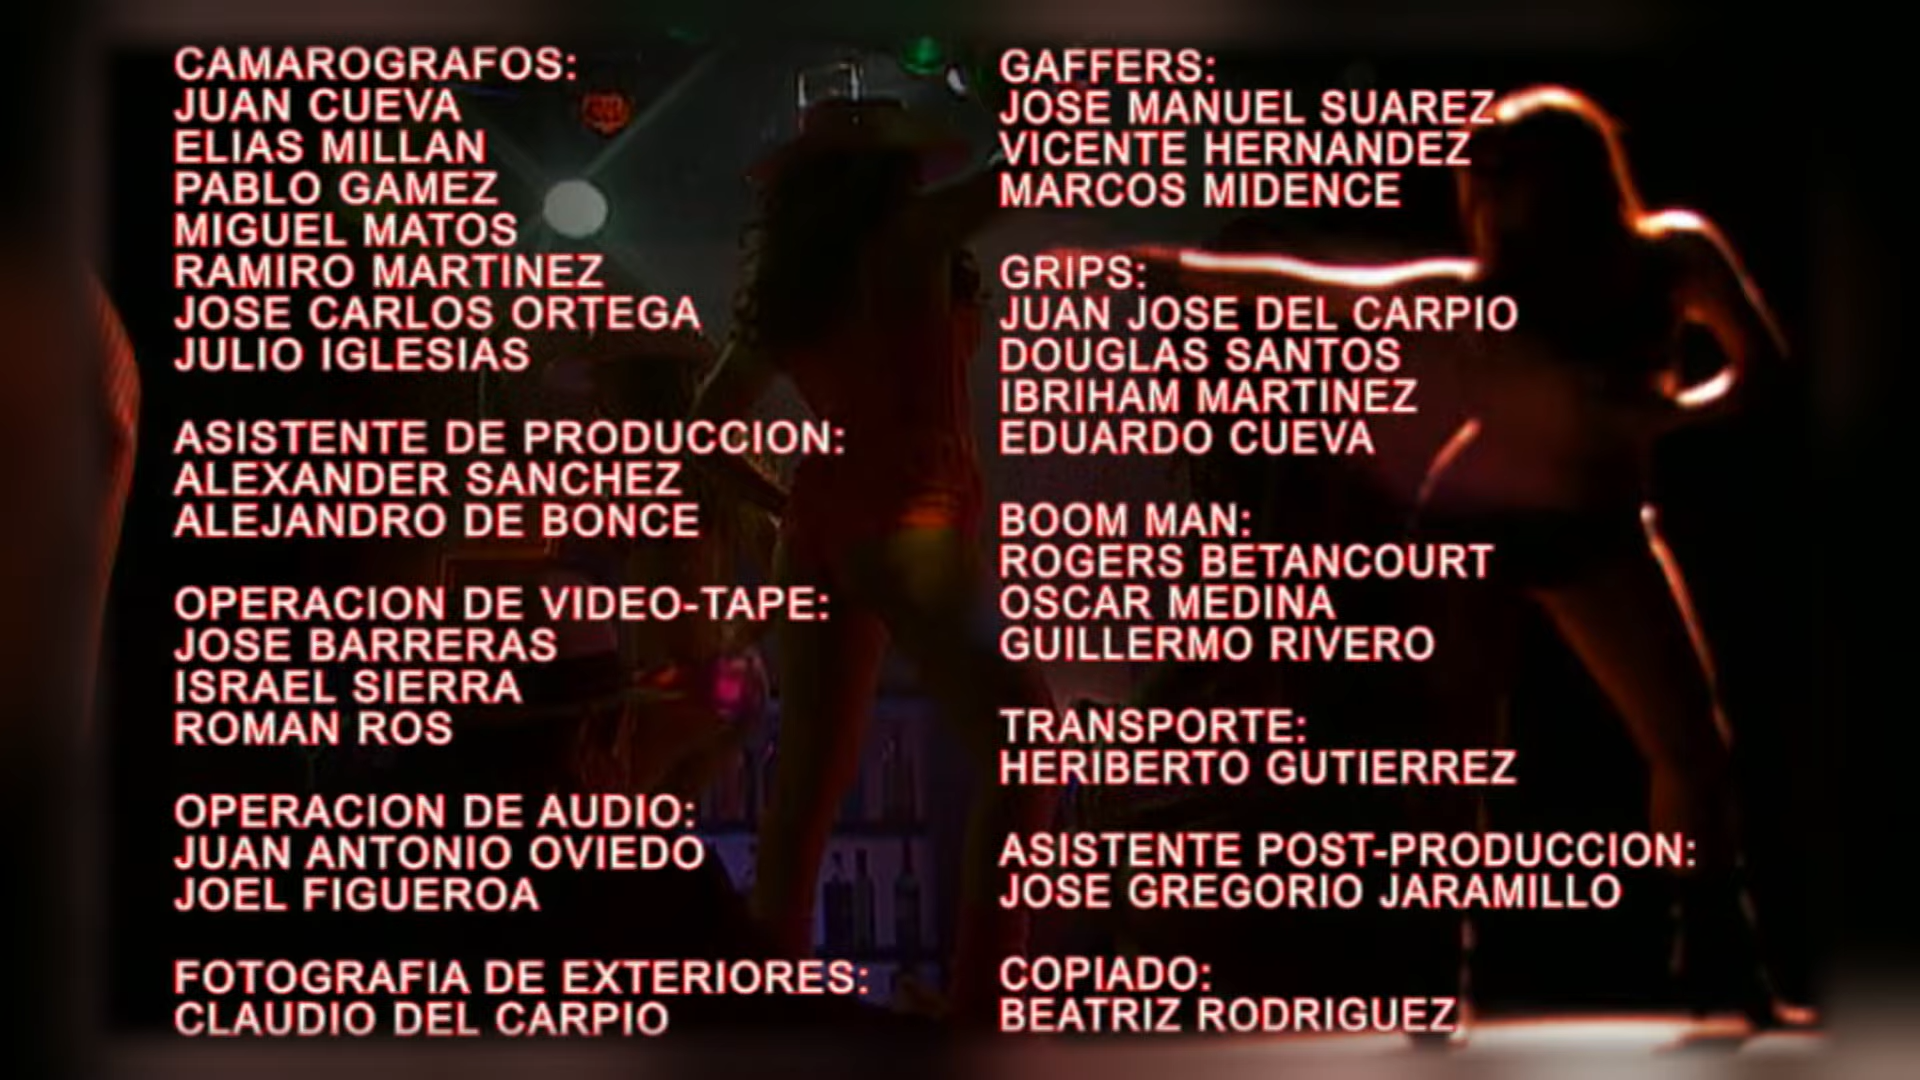 CAMAROGRAFOS:
JUAN CUEVA
ELIAS MILLAN
PABLO GAMEZ
MIGUEL MATOS
RAMIRO MARTINEZ
JOSE CARLOS ORTEGA
JULIO IGLESIAS
ASISTENTE DE PRODUCCION:
ALEXANDER SANCHEZ
ALEJANDRO DE BONCE
OPERACION DE VIDEO-TAPE:
JOSE BARRERAS
ISRAEL SIERRA
ROMAN ROS
OPERACION DE AUDIO:
JUAN ANTONIO OVIEDO
JOEL FIGUEROA
FOTOGRAFIA DE EXTERIORES:
CLAUDIO DEL CARPIO
GAFFERS:
JOSE MANUEL SUAREZ
VICENTE HERNANDEZ
MARCOS MIDENCE
GRIPS:
JUAN JOSE DEL CARPIO
DOUGLAS SANTOS
IBRIHAM MARTINEZ
EDUARDO CUEVA
BOOM MAN:
ROGERS BETANCOURT
OSCAR MEDINA
GUILLERMO RIVERO
TRANSPORTE:
HERIBERTO GUTIERREZ
ASISTENTE POST-PRODUCCION:
JOSE GREGORIO JARAMILLO
COPIADO:
BEATRIZ RODRIGUEZ